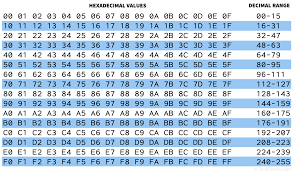 HEXADECIMAL VALUES DECIMAL RANGE
00 01 02 03 04 05 06 07 08 09 0A 0B 0C 0D 0E 0F 00-15
10 11 12 13 14 15 16 17 18 19 1A 1B 1C 1D 1E 1F 16-31
20 21 22 23 24 25 26 27 28 29 2A 2B 2C 2D 2E 2F 32-47
30 31 32 33 34 35 36 37 38 39 3A 3B 3C 3D 3E 3F 48-63
40 41 42 43 44 45 46 47 48 49 4A 4B 4C 4D 4E 4F 64-79
50 51 52 53 54 55 56 57 58 59 5A 5B 5C 5D 5E 5F 80-95
60 61 62 63 64 65 66 67 68 69 6A 6B 6C 6D 6E 6F 96-111
70 71 72 73 74 75 76 77 78 79 7A 7B 7C 7D 7E 7F 112-127
80 81 82 83 84 85 86 87 88 89 8A 8B 8C 8D 8E 8F 128-143
90 91 92 93 94 95 96 97 98 99 9A 9B 9C 9D 9E 9F 144-159
A0 A1 A2 A3 A4 A5 A6 A7 A8 A9 AA AB AC AD AE AF 160-175
B0 B1 B2 B3 B4 B5 B6 B7 B8 B9 BA BB BC BD BE BF 176-191
C0 C1 C2 C3 C4 C5 C6 C7 C8 C9 CA CB CC CD CE CF 192-207
D0 D1 D2 D3 D4 D5 D6 D7 D8 D9 DA DB DC DD DE DF 208-223
E0 E1 E2 E3 E4 E5 E6 E7 E8 E9 EA EB EC ED EE EF 224-239
F0 F1 F2 F3 F4 F5 F6 F7 F8 F9 FA FB FC FD FE FF 240-255